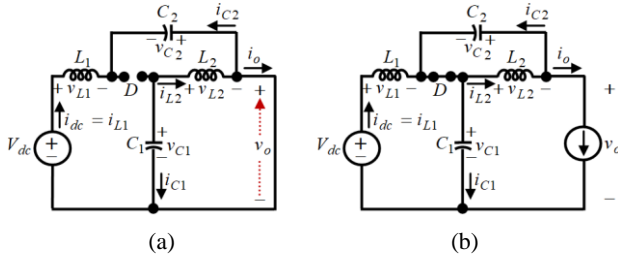 C2
iC2
− vC2 +
L1
L2
io
+ vL1 −
D
iL2
+ vL2 −
+
idc = iL1
Vdc
+
−
C1
+
vC1
−
iC1
vo
−
(a)
C2
iC2
− vC2 +
L1
L2
io
+ vL1 −
D
iL2
+ vL2 −
+
idc = iL1
Vdc
+
−
C1
+
vC1
−
iC1
vo
−
(b)